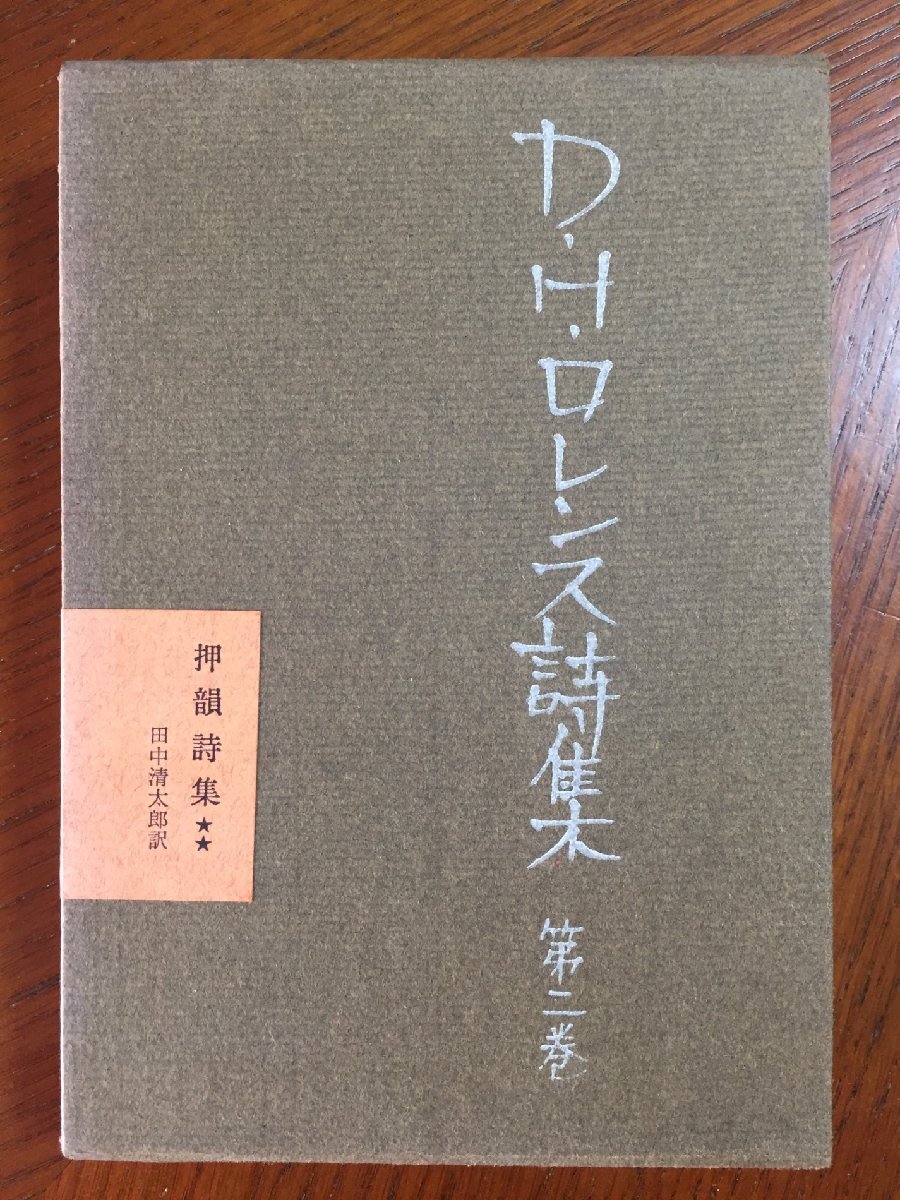 D・H・ロレンス詩集
第二巻
押韻詩集★★
田中清太郎訳